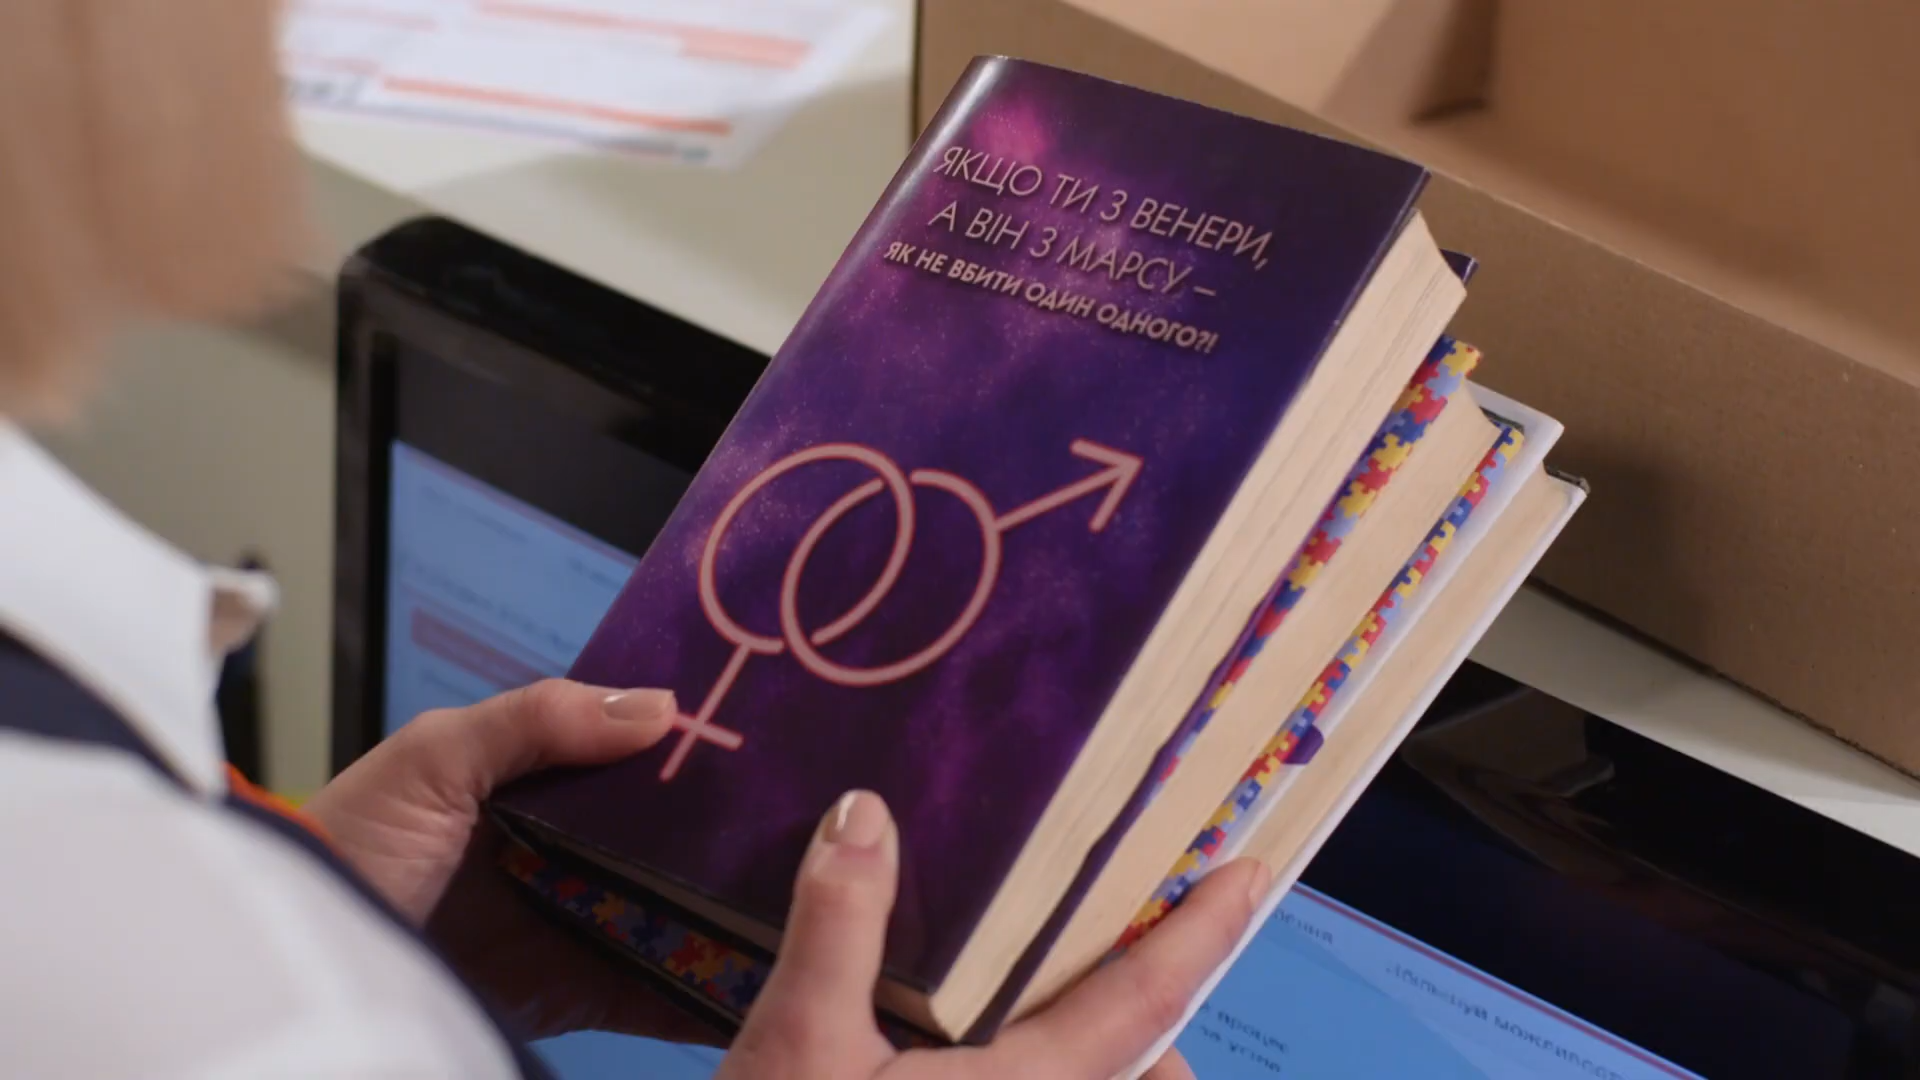 ЯКЩО ТИ З ВЕНЕРИ,
А ВІН З МАРСУ –
ЯК НЕ ВБИТИ ОДИН ОДНОГО?!